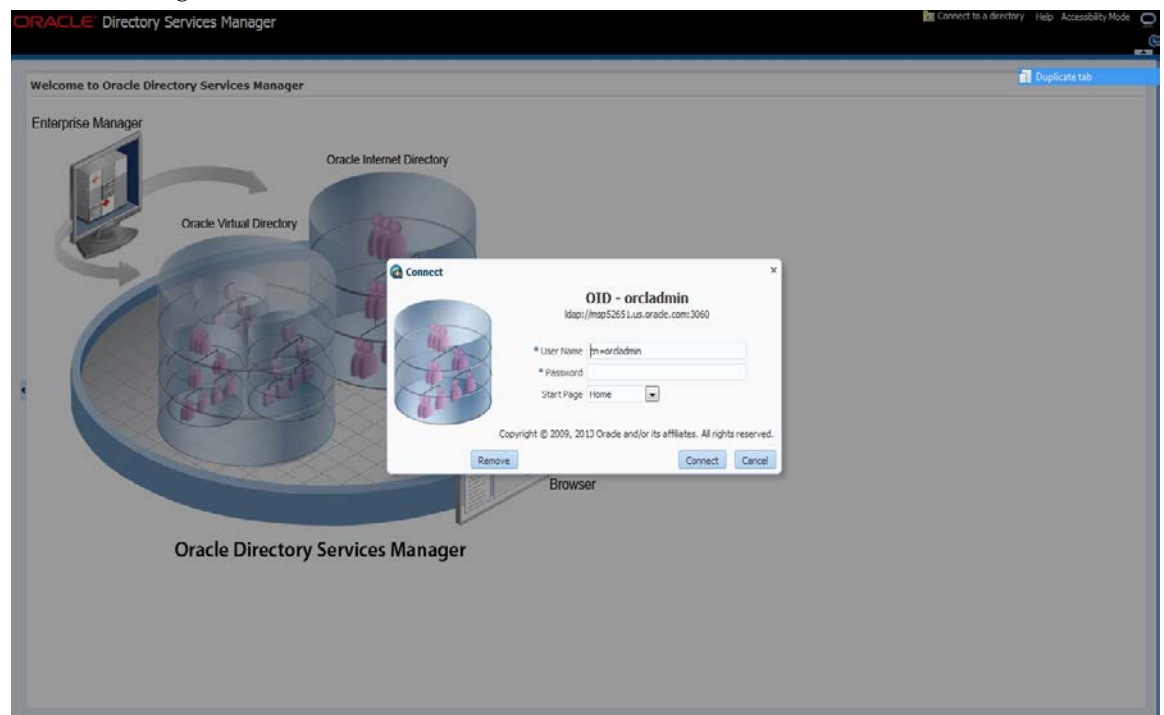 ORACLE Directory Services Manager
Connect to a directory Help Accessibility Mode
Duplicate tab
Welcome to Oracle Directory Services Manager
Enterprise Manager
Oracle Internet Directory
Oracle Virtual Directory
Connect
OID - orcladmin
ldap://msp52651.us.oracle.com:3060
* User Name cn=orcladmin
* Password
Start Page Home
Copyright © 2009, 2013 Oracle and/or its affiliates. All rights reserved.
Remove Connect Cancel
Browser
Oracle Directory Services Manager